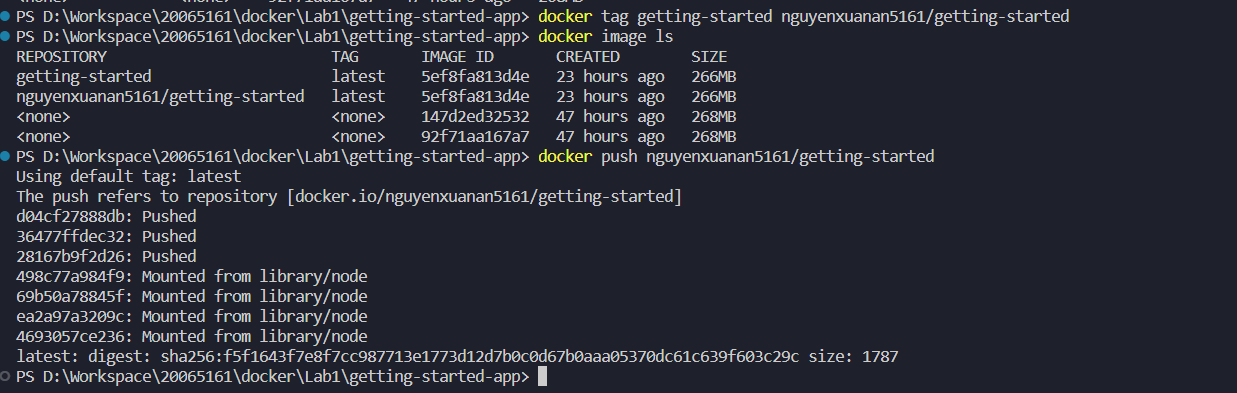 PS D:\Workspace\20065161\docker\Lab1\getting-started-app> docker tag getting-started nguyenxuanan5161/getting-started
PS D:\Workspace\20065161\docker\Lab1\getting-started-app> docker image ls
REPOSITORY                         TAG       IMAGE ID       CREATED        SIZE
getting-started                    latest    5ef8fa813d4e   23 hours ago   266MB
nguyenxuanan5161/getting-started   latest    5ef8fa813d4e   23 hours ago   266MB
<none>                             <none>    147d2ed32532   47 hours ago   268MB
<none>                             <none>    92f71aa167a7   47 hours ago   268MB
PS D:\Workspace\20065161\docker\Lab1\getting-started-app> docker push nguyenxuanan5161/getting-started
Using default tag: latest
The push refers to repository [docker.io/nguyenxuanan5161/getting-started]
d04cf27888db: Pushed
36477ffdec32: Pushed
28167b9f2d26: Pushed
498c77a984f9: Mounted from library/node
69b50a78845f: Mounted from library/node
ea2a97a3209c: Mounted from library/node
4693057ce236: Mounted from library/node
latest: digest: sha256:f5f1643f7e8f7cc987713e1773d12d7b0c0d67b0aaa05370dc61c639f603c29c size: 1787
PS D:\Workspace\20065161\docker\Lab1\getting-started-app>